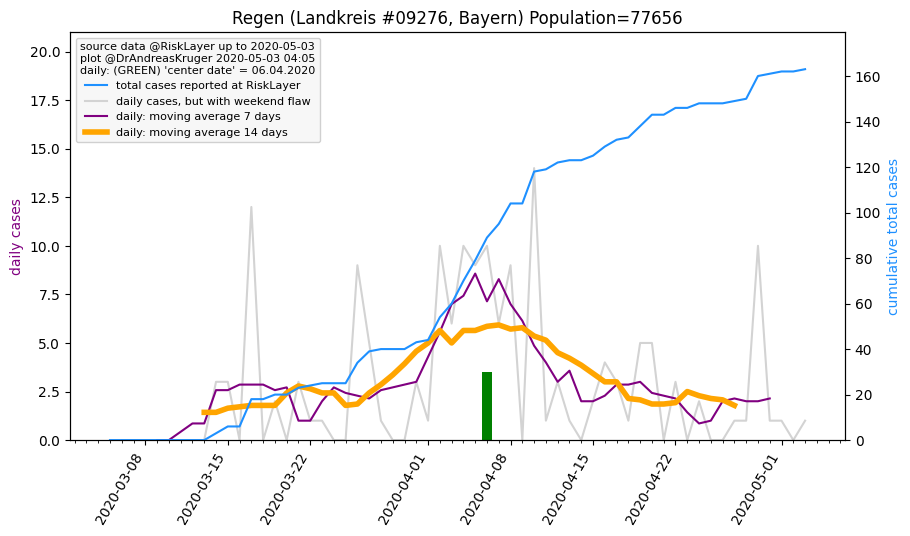 Regen (Landkreis #09276, Bayern) Population=77656
source data @RiskLayer up to 2020-05-03
plot @DrAndreasKruger 2020-05-03 04:05
daily: (GREEN) 'center date' = 06.04.2020
total cases reported at RiskLayer
daily cases, but with weekend flaw
daily: moving average 7 days
daily: moving average 14 days
daily cases
20.0
17.5
15.0
12.5
10.0
7.5
5.0
2.5
0.0
160
140
120
100
80
60
40
20
0
cumulative total cases
2020-03-08
2020-03-15
2020-03-22
2020-04-01
2020-04-08
2020-04-15
2020-04-22
2020-05-01